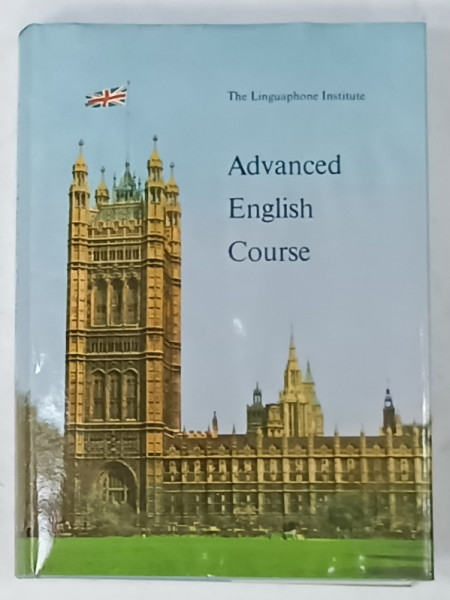 The Linguaphone Institute
Advanced
English
Course